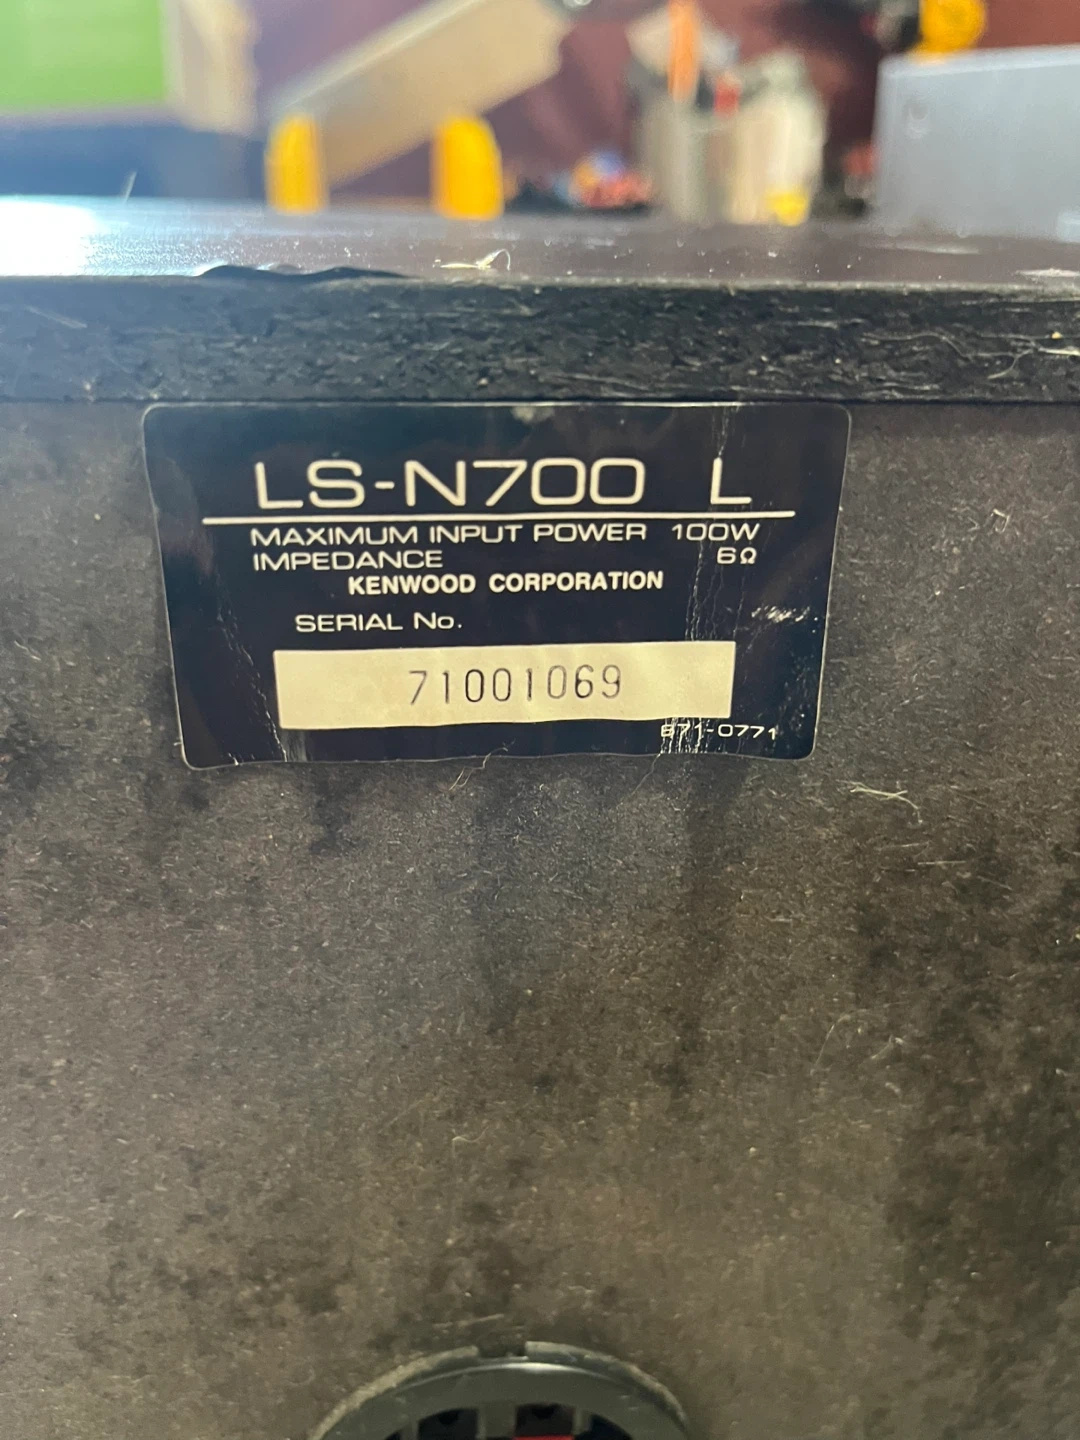 LS-N700 L
MAXIMUM INPUT POWER 100W
IMPEDANCE 6Ω
KENWOOD CORPORATION
SERIAL No.
71001069
B71-0771